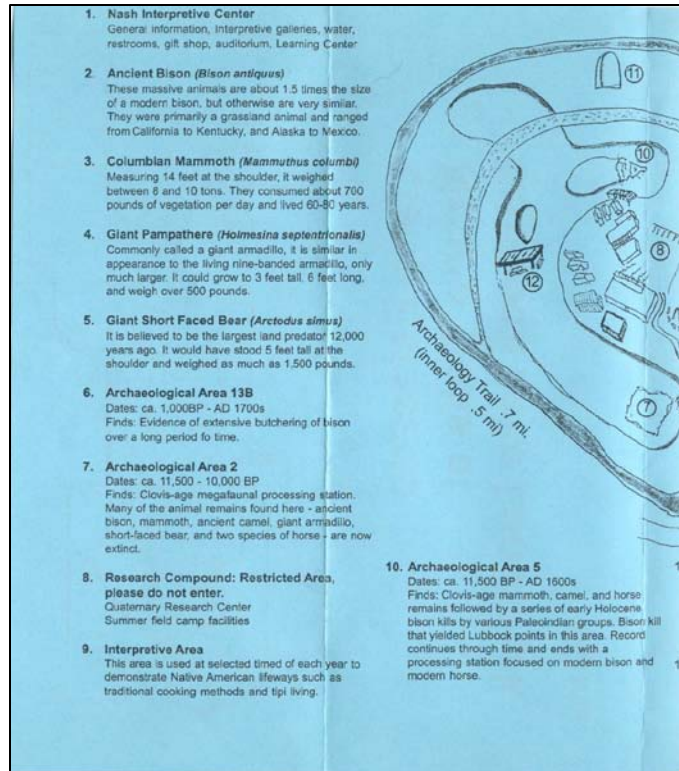 1. Nash Interpretive Center
General information, Interpretive galleries, water,
restrooms, gift shop, auditorium, Learning Center
2. Ancient Bison (Bison antiquus)
These massive animals are about 1.5 times the size
of a modern bison, but otherwise are very similar.
They were primarily a grassland animal and ranged
from California to Kentucky, and Alaska to Mexico.
3. Columbian Mammoth (Mammuthus columbi)
Measuring 14 feet at the shoulder, it weighed
between 8 and 10 tons. They consumed about 700
pounds of vegetation per day and lived 60-80 years.
4. Giant Pampathere (Holmesina septentrionalis)
Commonly called a giant armadillo, it is similar in
appearance to the living nine-banded armadillo, only
much larger. It could grow to 3 feet tall, 6 feet long,
and weigh over 500 pounds.
5. Giant Short Faced Bear (Arctodus simus)
It is believed to be the largest land predator 12,000
years ago. It would have stood 5 feet tall at the
shoulder and weighed as much as 1,500 pounds.
6. Archaeological Area 13B
Dates: ca. 1,000BP - AD 1700s
Finds: Evidence of extensive butchering of bison
over a long period fo time.
7. Archaeological Area 2
Dates: ca. 11,500 - 10,000 BP
Finds: Clovis-age megafaunal processing station.
Many of the animal remains found here - ancient
bison, mammoth, ancient camel, giant armadillo,
short-faced bear, and two species of horse - are now
extinct.
8. Research Compound: Restricted Area,
please do not enter.
Quaternary Research Center
Summer field camp facilities
9. Interpretive Area
This area is used at selected timed of each year to
demonstrate Native American lifeways such as
traditional cooking methods and tipi living.
11
10
8
12
7
Archaeology Trail .7 mi.
(inner loop .5 mi)
10. Archaeological Area 5
Dates: ca. 11,500 BP - AD 1600s
Finds: Clovis-age mammoth, camel, and horse
remains followed by a series of early Holocene
bison kills by various Paleoindian groups. Bison kill
that yielded Lubbock points in this area. Record
continues through time and ends with a
processing station focused on modern bison and
modern horse.